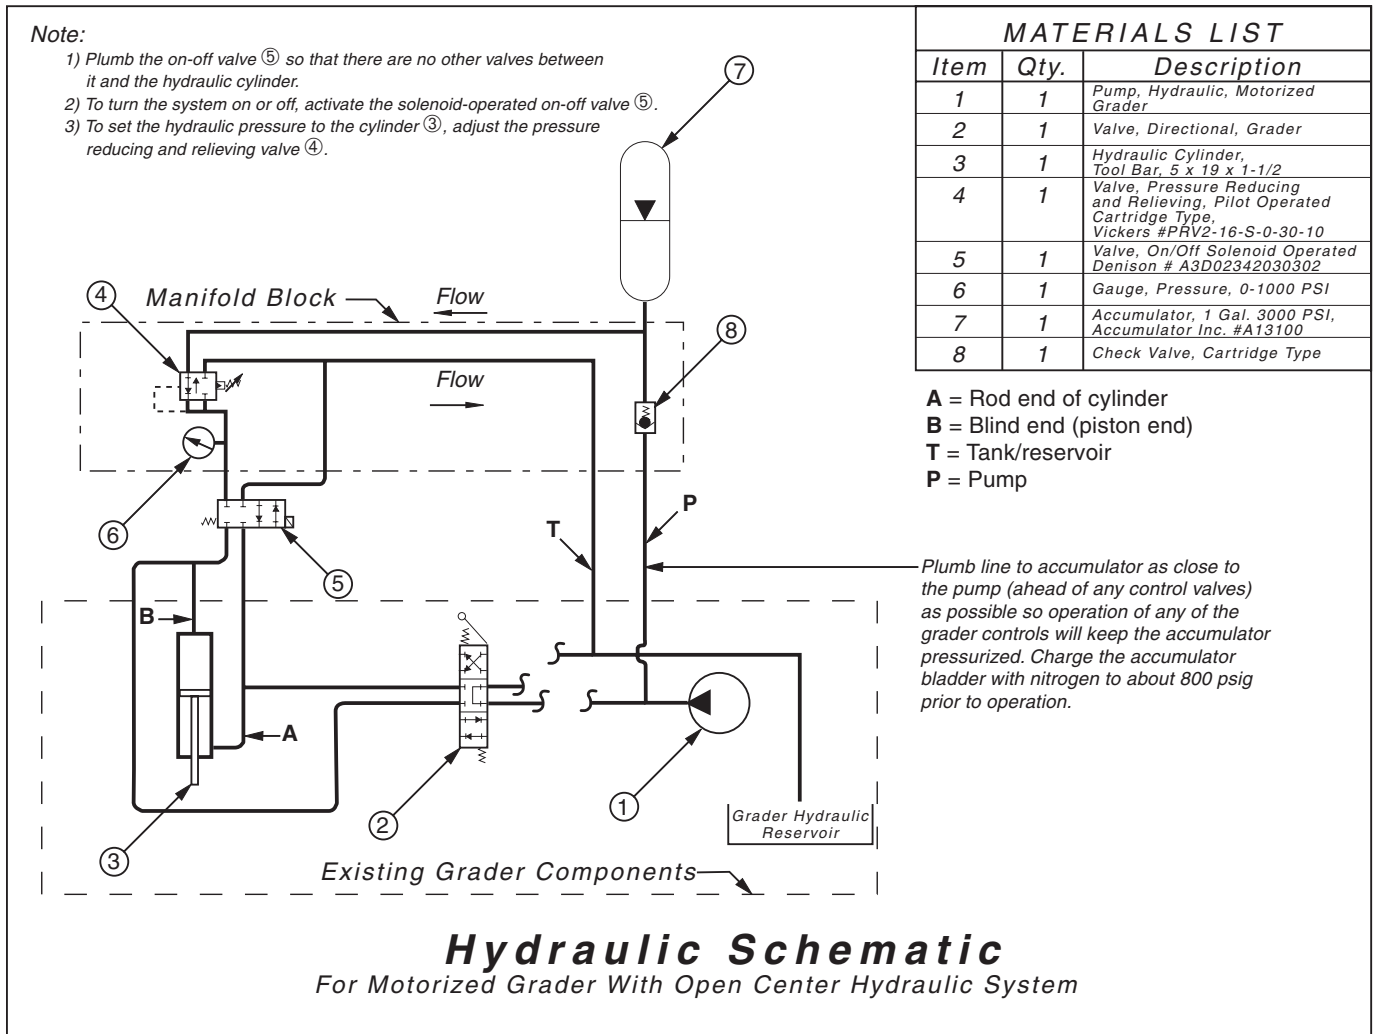 Note:
1) Plumb the on-off valve ⑤ so that there are no other valves between
it and the hydraulic cylinder.
2) To turn the system on or off, activate the solenoid-operated on-off valve ⑤.
3) To set the hydraulic pressure to the cylinder ③, adjust the pressure
reducing and relieving valve ④.
MATERIALS LIST
Item Qty. Description
1 1 Pump, Hydraulic, Motorized
Grader
2 1 Valve, Directional, Grader
3 1 Hydraulic Cylinder,
Tool Bar, 5 x 19 x 1-1/2
4 1 Valve, Pressure Reducing
and Relieving, Pilot Operated
Cartridge Type,
Vickers #PRV2-16-S-0-30-10
5 1 Valve, On/Off Solenoid Operated
Denison # A3D02342030302
6 1 Gauge, Pressure, 0-1000 PSI
7 1 Accumulator, 1 Gal. 3000 PSI,
Accumulator Inc. #A13100
8 1 Check Valve, Cartridge Type
A = Rod end of cylinder
B = Blind end (piston end)
T = Tank/reservoir
P = Pump
7
4
Manifold Block
Flow
8
Flow
6
5
P
T
Plumb line to accumulator as close to
the pump (ahead of any control valves)
as possible so operation of any of the
grader controls will keep the accumulator
pressurized. Charge the accumulator
bladder with nitrogen to about 800 psig
prior to operation.
B
A
3
2
1
Grader Hydraulic
Reservoir
Existing Grader Components
Hydraulic Schematic
For Motorized Grader With Open Center Hydraulic System